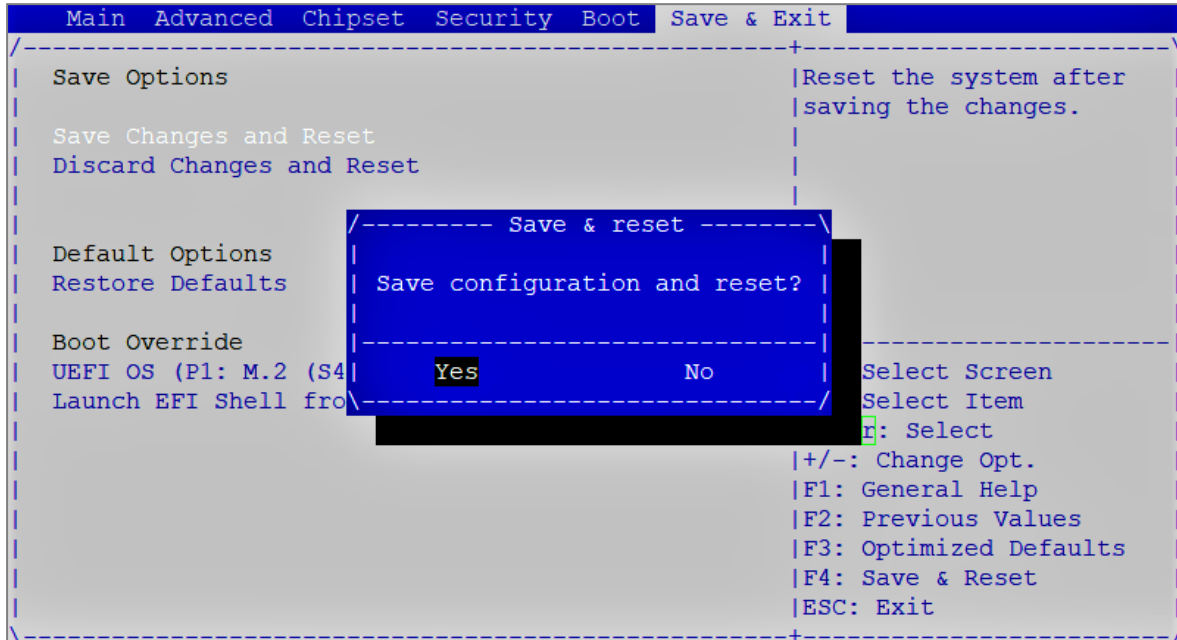 Main Advanced Chipset Security Boot Save & Exit
Save Options
Save Changes and Reset
Discard Changes and Reset
Default Options
Restore Defaults
Boot Override
UEFI OS (P1: M.2 (S4
Launch EFI Shell fro
Reset the system after
saving the changes.
Save & reset
Save configuration and reset?
Yes No
Select Screen
Select Item
r: Select
+/-: Change Opt.
F1: General Help
F2: Previous Values
F3: Optimized Defaults
F4: Save & Reset
ESC: Exit